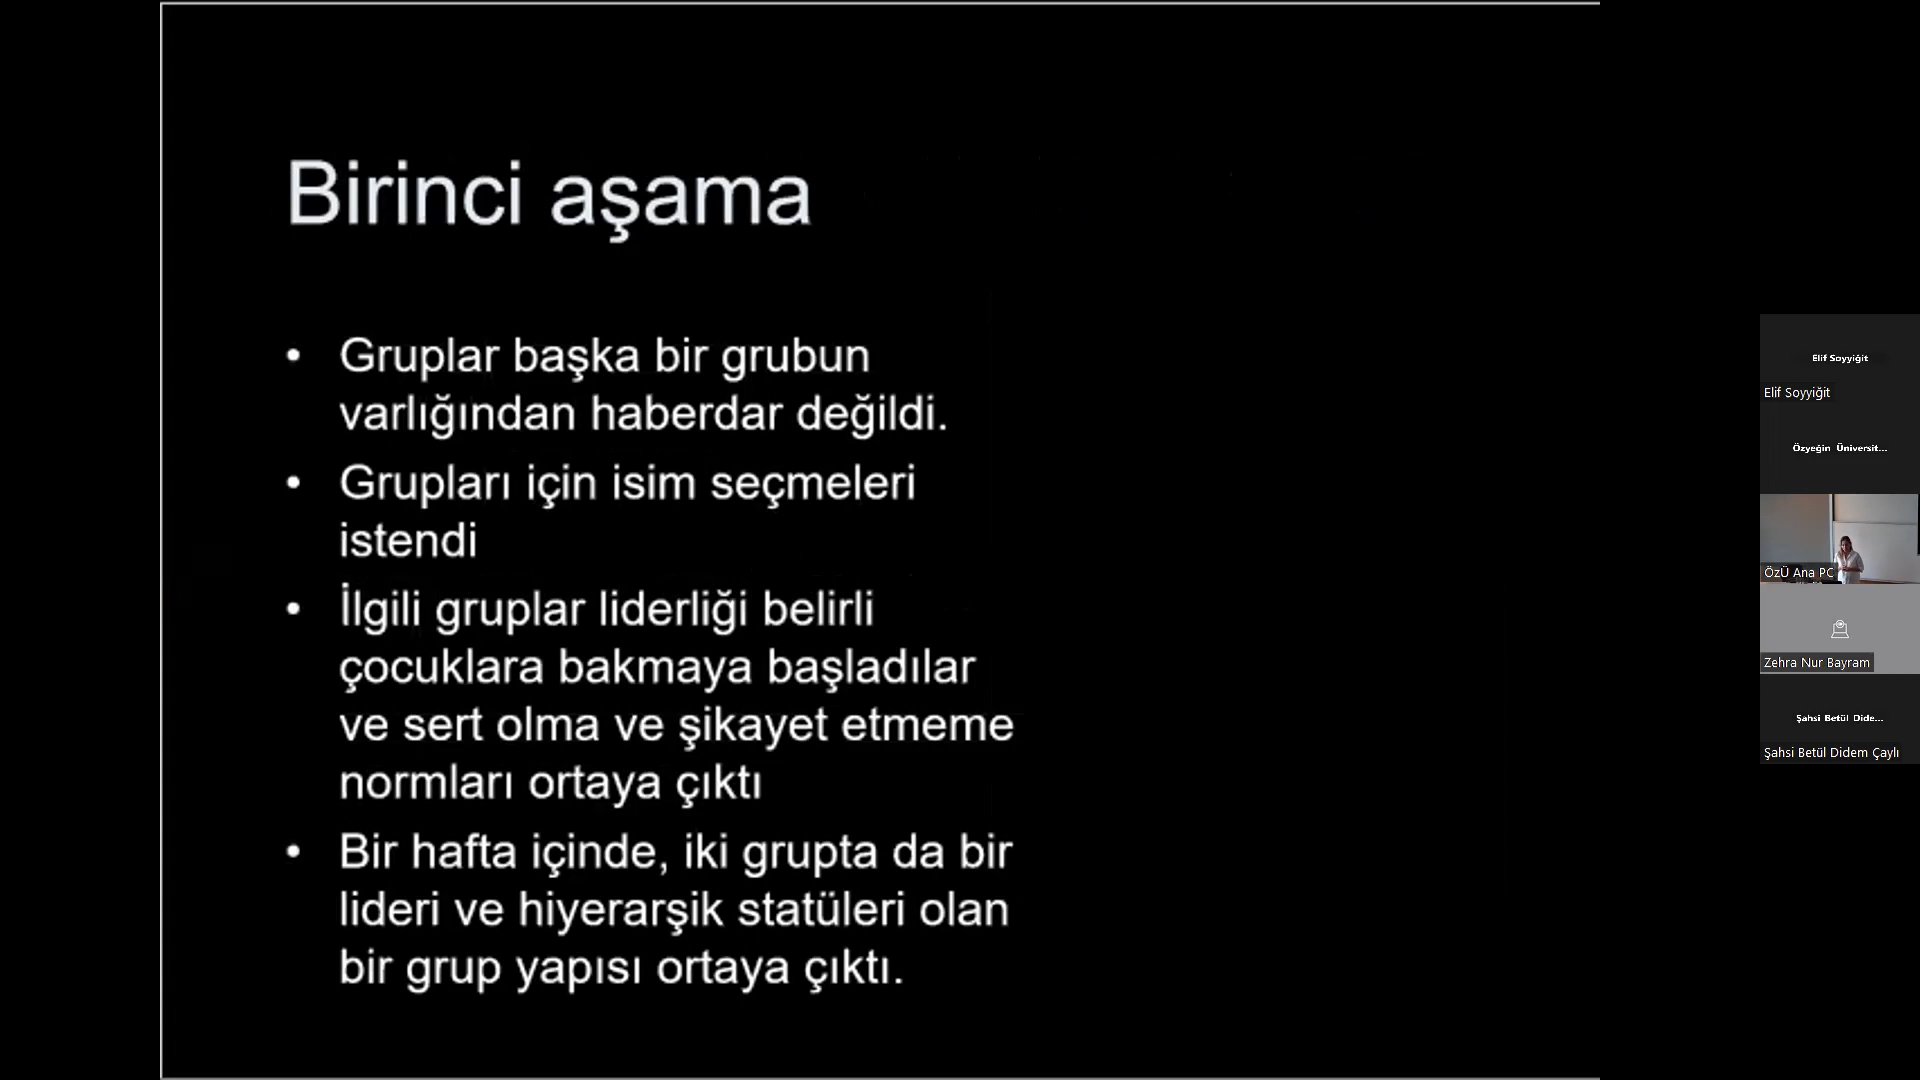 Birinci aşama
• Gruplar başka bir grubun
varlığından haberdar değildi.
• Grupları için isim seçmeleri
istendi
• İlgili gruplar liderliği belirli
çocuklara bakmaya başladılar
ve sert olma ve şikayet etmeme
normları ortaya çıktı
• Bir hafta içinde, iki grupta da bir
lideri ve hiyerarşik statüleri olan
bir grup yapısı ortaya çıktı.
Elif Soyyiğit
Elif Soyyiğit
Özyeğin Üniversit...
ÖzÜ Ana PC
Zehra Nur Bayram
Şahsi Betül Dide...
Şahsi Betül Didem Çaylı